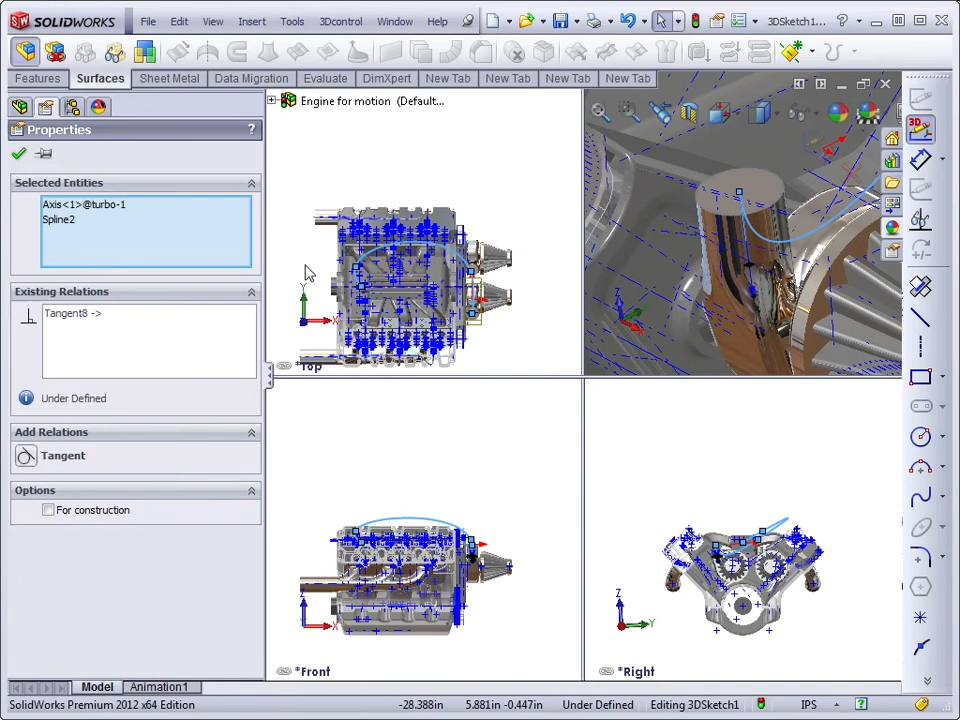 SOLIDWORKS File Edit View Insert Tools 3Dcontrol Window Help 3DSketch1...
Features Surfaces Sheet Metal Data Migration Evaluate DimXpert New Tab New Tab New Tab New Tab
Properties ?
Engine for motion (Default...
Selected Entities
Axis<1>@turbo-1
Spline2
Existing Relations
Tangent8 ->
Under Defined
Add Relations
Tangent
Options
For construction
Y
X
*Top
Z
X
*Front
Z
Y
*Right
3D
Model Animation1
SolidWorks Premium 2012 x64 Edition -28.388in 5.881in -0.447in Under Defined Editing 3DSketch1 IPS